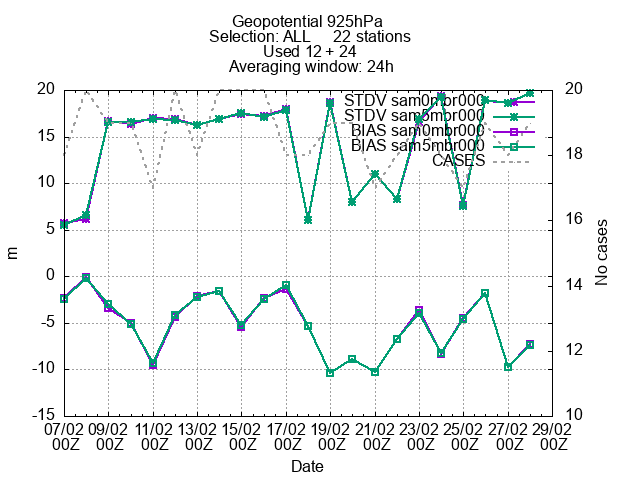 Geopotential 925hPa
Selection: ALL 22 stations
Used 12 + 24
Averaging window: 24h
20
15
10
5
0
-5
-10
-15
m
20
18
16
14
12
10
No cases
STDV sam0mbr000
STDV sam5mbr000
BIAS sam0mbr000
BIAS sam5mbr000
CASES
07/02 09/02 11/02 13/02 15/02 17/02 19/02 21/02 23/02 25/02 27/02 29/02
00Z 00Z 00Z 00Z 00Z 00Z 00Z 00Z 00Z 00Z 00Z 00Z
Date